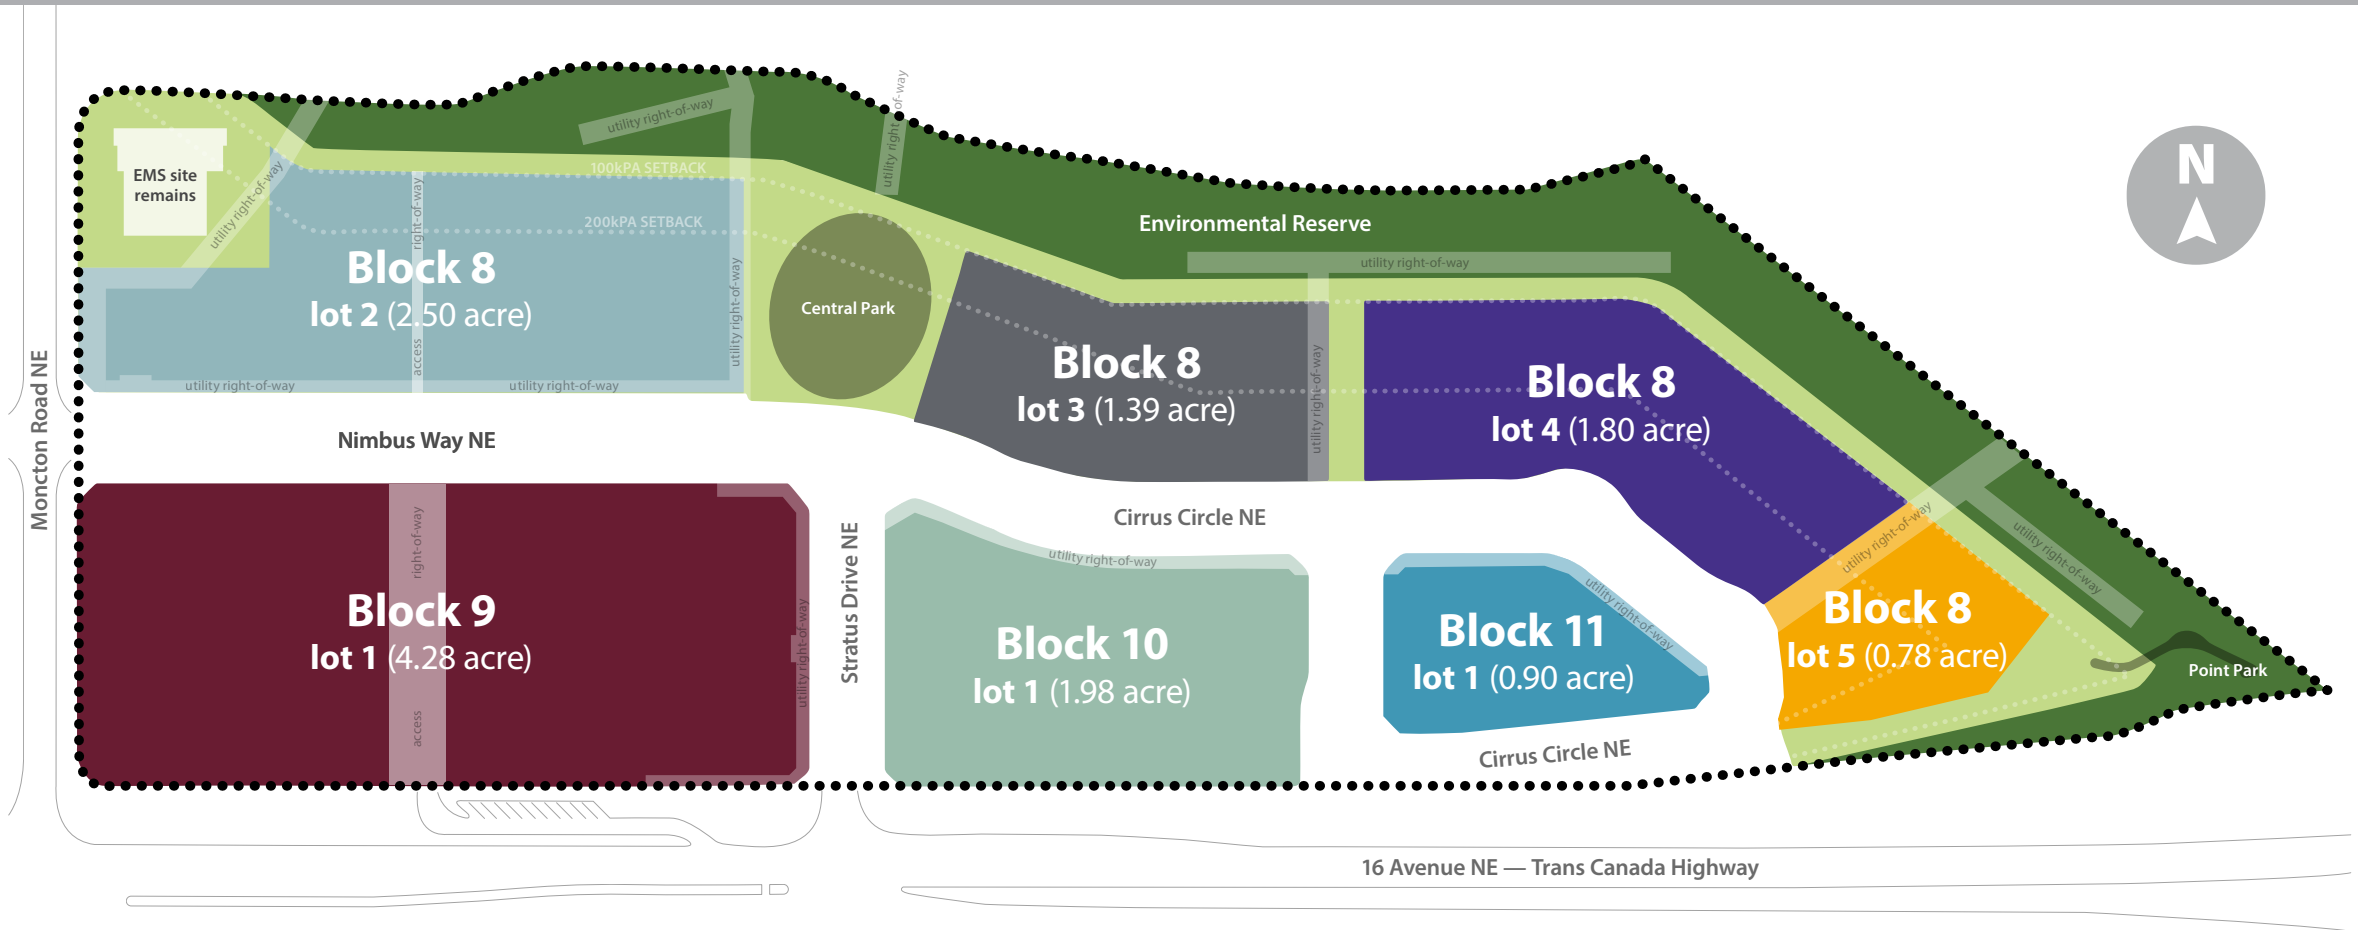 N
utility right-of-way
utility right-of-way
100kPA SETBACK
200kPA SETBACK
EMS site
remains
utility right-of-way
right-of-way
access
Block 8
lot 2 (2.50 acre)
utility right-of-way
utility right-of-way
utility right-of-way
Environmental Reserve
utility right-of-way
Central Park
Block 8
lot 3 (1.39 acre)
utility right-of-way
Block 8
lot 4 (1.80 acre)
Moncton Road NE
Nimbus Way NE
Cirrus Circle NE
utility right-of-way
utility right-of-way
Block 8
lot 5 (0.78 acre)
Point Park
right-of-way
access
Block 9
lot 1 (4.28 acre)
utility right-of-way
Stratus Drive NE
utility right-of-way
Block 10
lot 1 (1.98 acre)
utility right-of-way
Block 11
lot 1 (0.90 acre)
Cirrus Circle NE
16 Avenue NE — Trans Canada Highway